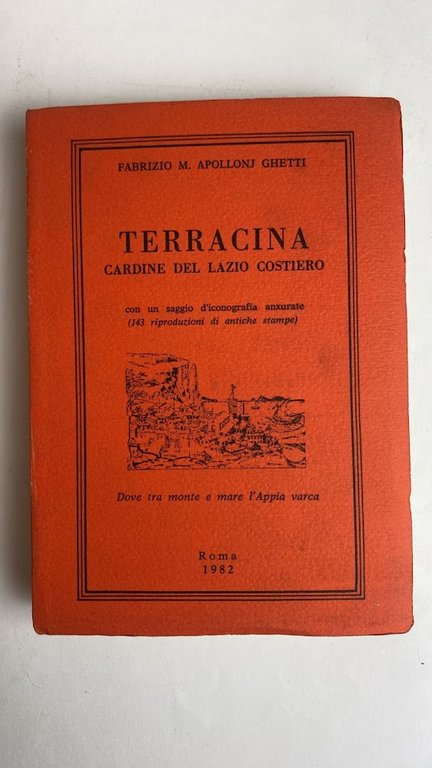 FABRIZIO M. APOLLONJ GHETTI
TERRACINA
CARDINE DEL LAZIO COSTIERO
con un saggio d'iconografia anxurate
(143 riproduzioni di antiche stampe)
Dove tra monte e mare l'Appia varca
Roma
1982